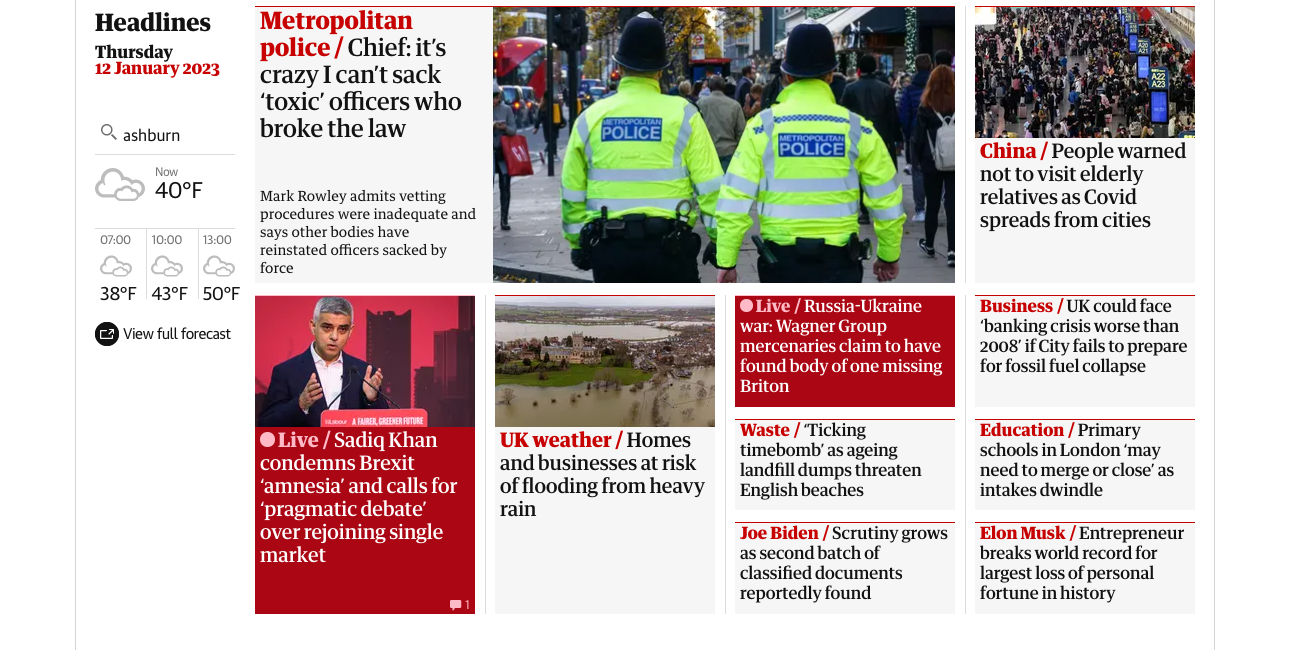 Headlines
Thursday
12 January 2023
ashburn
Now
40°F
07:00
10:00
13:00
38°F
43°F
50°F
View full forecast
Metropolitan
police / Chief: it’s
crazy I can’t sack
‘toxic’ officers who
broke the law
Mark Rowley admits vetting
procedures were inadequate and
says other bodies have
reinstated officers sacked by
force
METROPOLITAN
POLICE
METROPOLITAN
POLICE
A20
A21
A22
A23
China / People warned
not to visit elderly
relatives as Covid
spreads from cities
Labour A FAIRER, GREENER FUTURE
Live / Sadiq Khan
condemns Brexit
‘amnesia’ and calls for
‘pragmatic debate’
over rejoining single
market
1
UK weather / Homes
and businesses at risk
of flooding from heavy
rain
Live / Russia-Ukraine
war: Wagner Group
mercenaries claim to have
found body of one missing
Briton
Business / UK could face
‘banking crisis worse than
2008’ if City fails to prepare
for fossil fuel collapse
Waste / ‘Ticking
timebomb’ as ageing
landfill dumps threaten
English beaches
Education / Primary
schools in London ‘may
need to merge or close’ as
intakes dwindle
Joe Biden / Scrutiny grows
as second batch of
classified documents
reportedly found
Elon Musk / Entrepreneur
breaks world record for
largest loss of personal
fortune in history